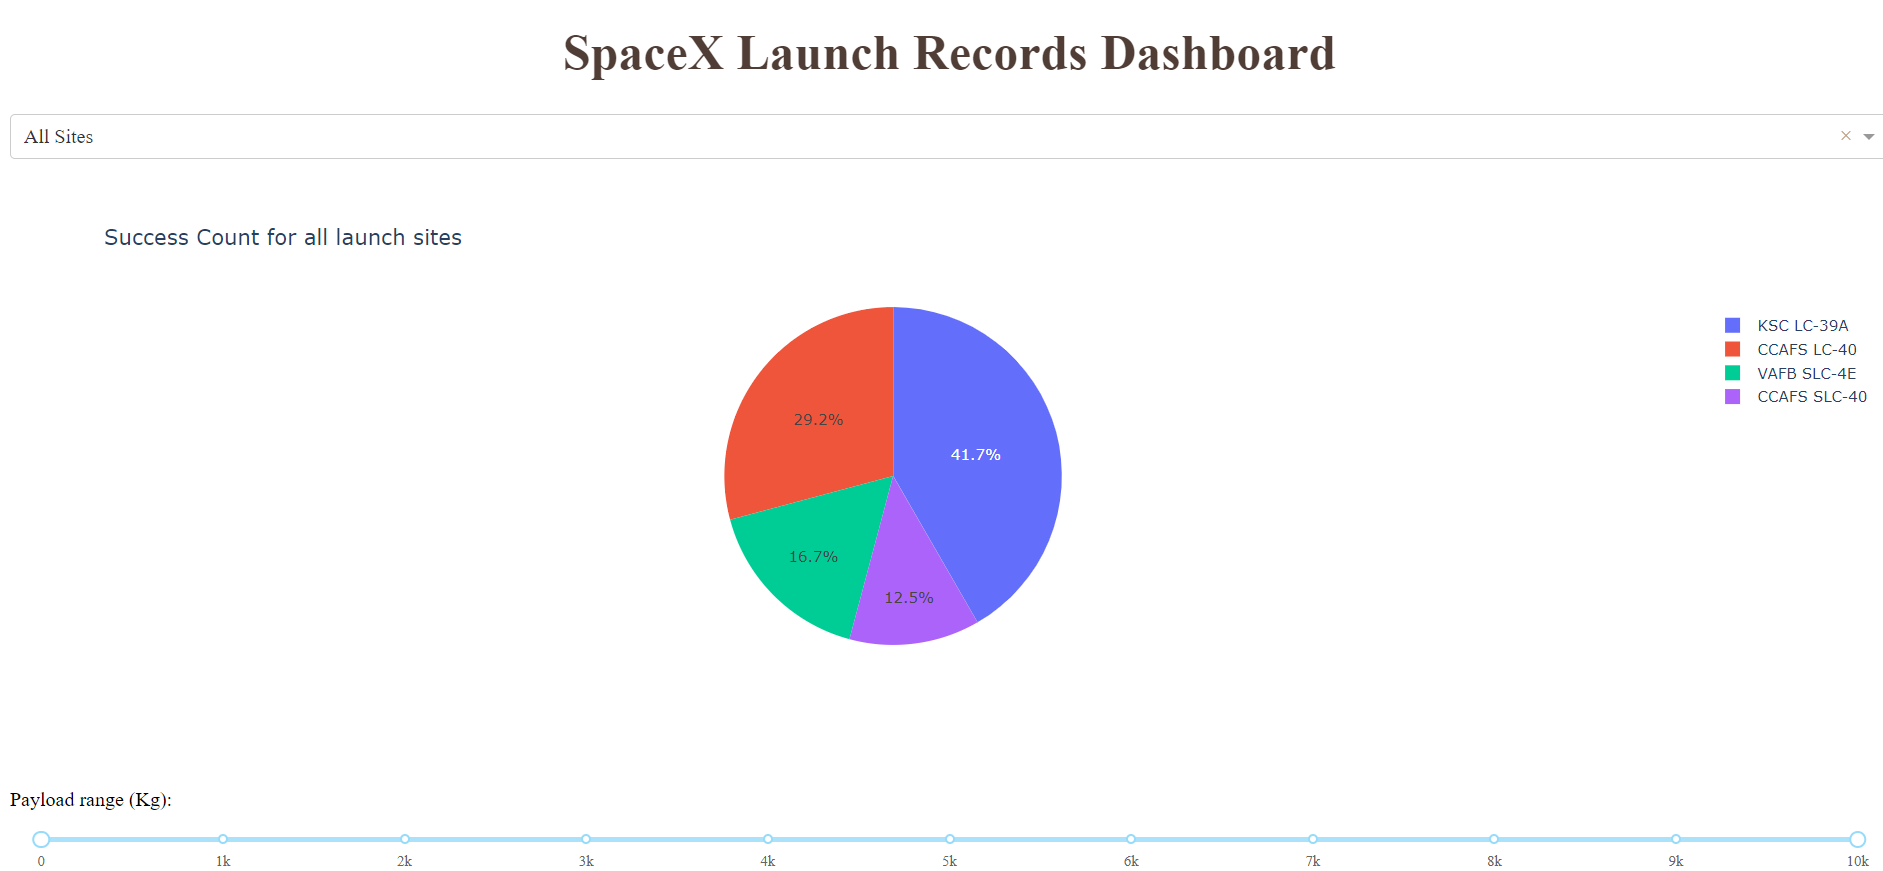 SpaceX Launch Records Dashboard
All Sites
×
Success Count for all launch sites
KSC LC-39A
CCAFS LC-40
VAFB SLC-4E
CCAFS SLC-40
29.2%
41.7%
16.7%
12.5%
Payload range (Kg):
0 1k 2k 3k 4k 5k 6k 7k 8k 9k 10k